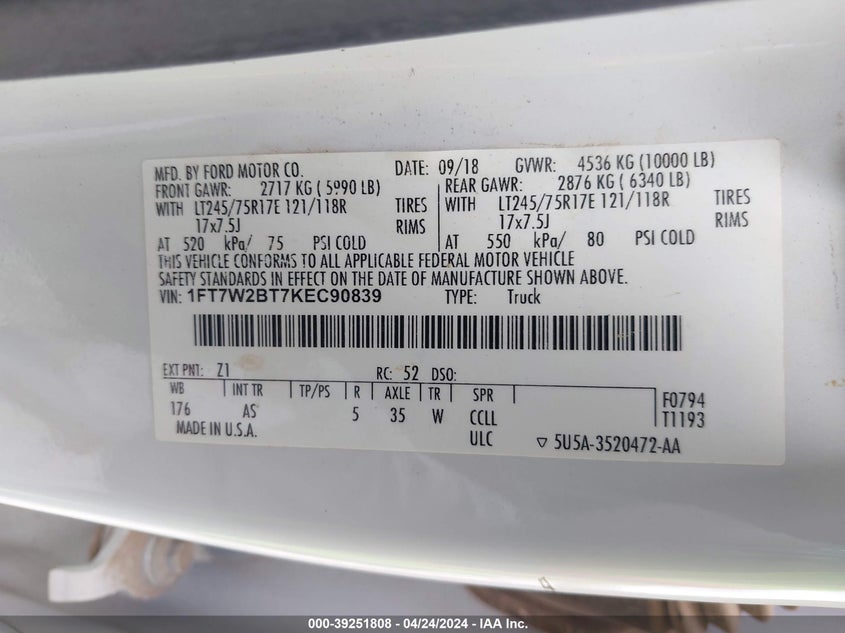 MFD. BY FORD MOTOR CO. DATE: 09/18 GVWR: 4536 KG (10000 LB)
FRONT GAWR: 2717 KG ( 5990 LB) REAR GAWR: 2876 KG ( 6340 LB)
WITH LT245/75R17E 121/118R TIRES WITH LT245/75R17E 121/118R TIRES
17x7.5J RIMS 17x7.5J RIMS
AT 520 kPa/ 75 PSI COLD AT 550 kPa/ 80 PSI COLD
THIS VEHICLE CONFORMS TO ALL APPLICABLE FEDERAL MOTOR VEHICLE
SAFETY STANDARDS IN EFFECT ON THE DATE OF MANUFACTURE SHOWN ABOVE.
VIN: 1FT7W2BT7KEC90839 TYPE: Truck
EXT PNT: Z1 RC: 52 DSO:
WB INT TR TP/PS R AXLE TR SPR F0794
176 AS 5 35 W CCLL T1193
MADE IN U.S.A. ULC ▽ 5U5A-3520472-AA
000-39251808 - 04/24/2024 - IAA Inc.